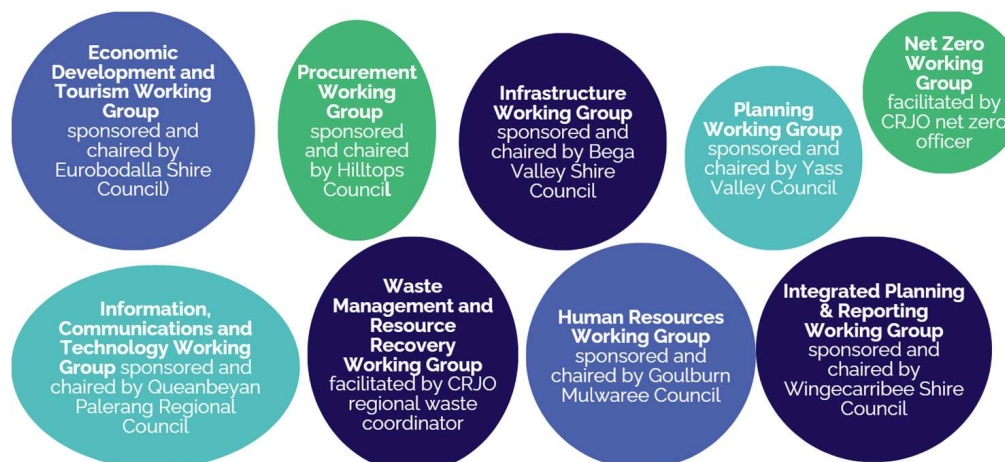 Economic
Development and
Tourism Working
Group
sponsored and
chaired by
Eurobodalla Shire
Council)
Procurement
Working
Group
sponsored
and chaired
by Hilltops
Council
Infrastructure
Working Group
sponsored and
chaired by Bega
Valley Shire
Council
Planning
Working Group
sponsored and
chaired by Yass
Valley Council
Net Zero
Working
Group
facilitated by
CRJO net zero
officer
Information,
Communications and
Technology Working
Group sponsored and
chaired by Queanbeyan
Palerang Regional
Council
Waste
Management and
Resource
Recovery
Working Group
facilitated by CRJO
regional waste
coordinator
Human Resources
Working Group
sponsored and
chaired by Goulburn
Mulwaree Council
Integrated Planning
& Reporting
Working Group
sponsored and
chaired by
Wingecarribee Shire
Council